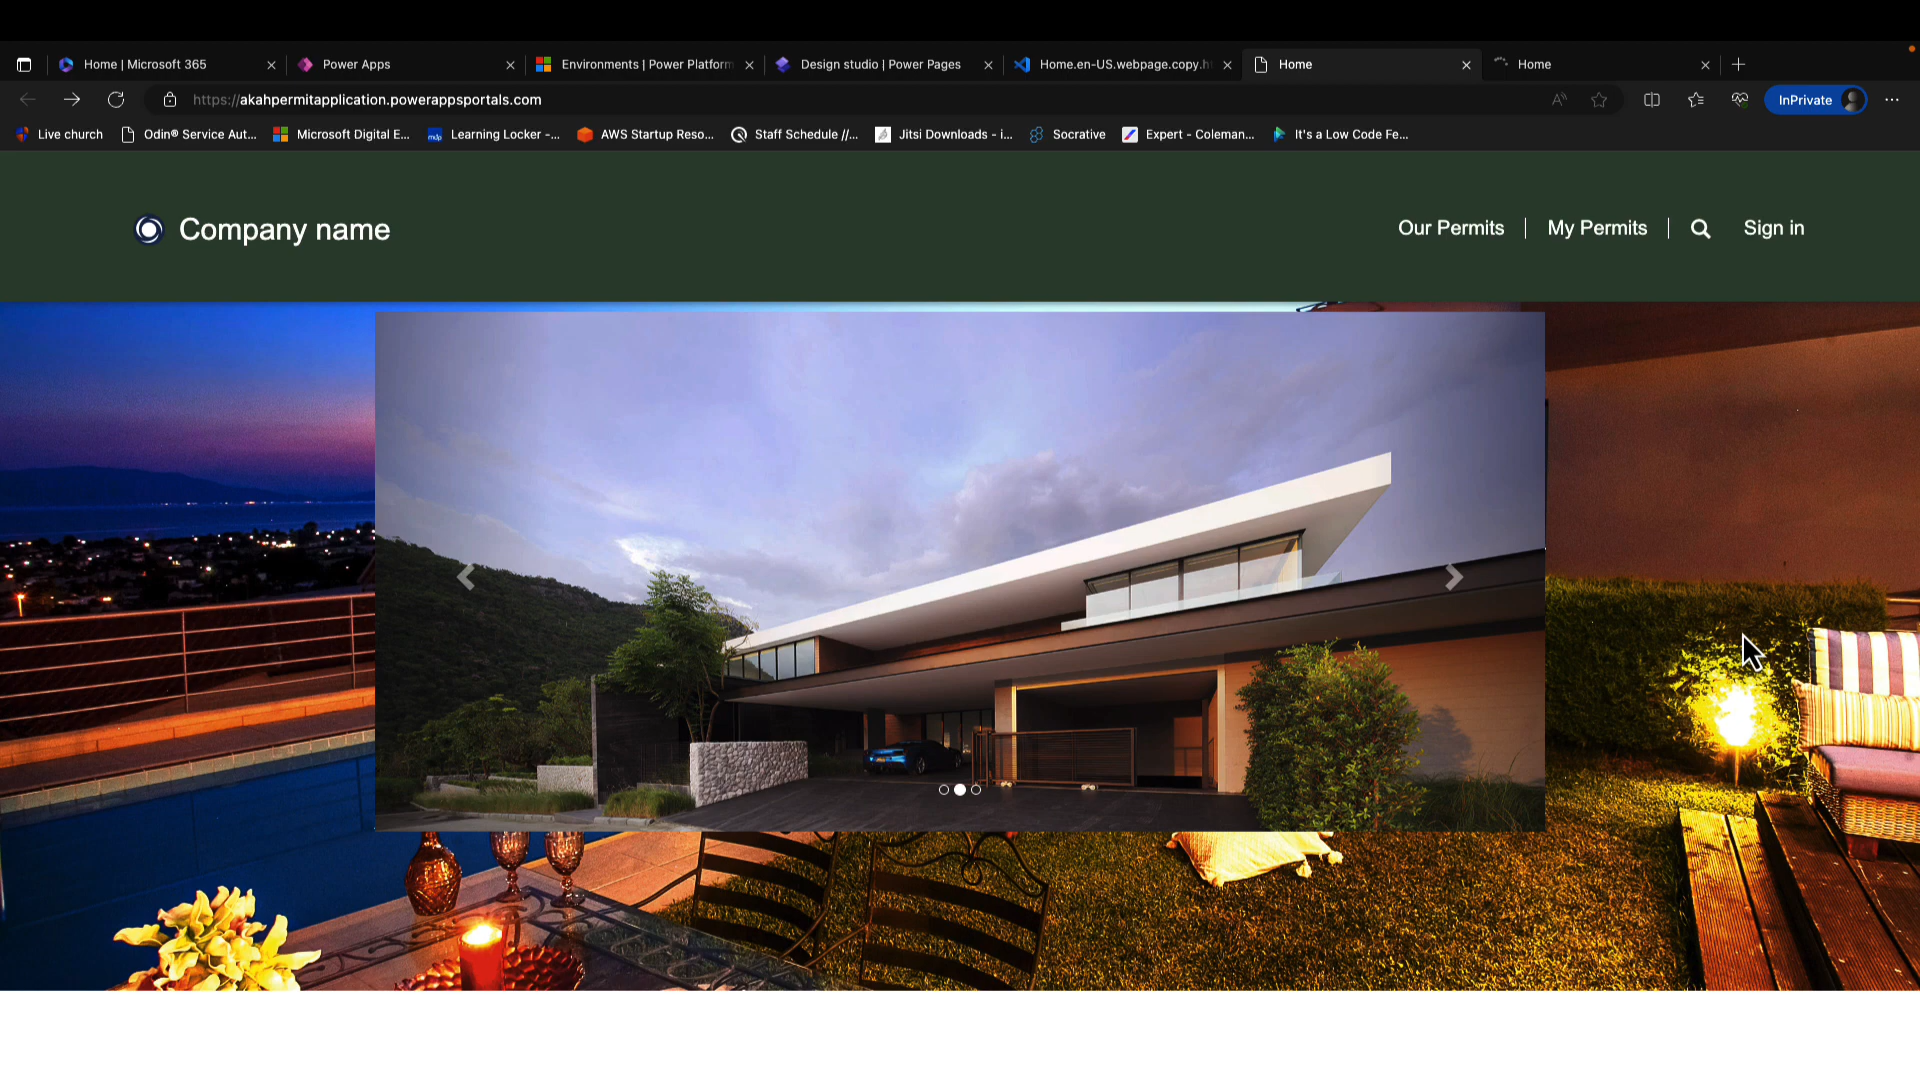 Home | Microsoft 365
Power Apps
Environments | Power Platform
Design studio | Power Pages
Home.en-US.webpage.copy.h
Home
Home
https://akahpermitapplication.powerappsportals.com
InPrivate
Live church
Odin® Service Aut...
Microsoft Digital E...
Learning Locker -...
AWS Startup Reso...
Staff Schedule //...
Jitsi Downloads - i...
Socrative
Expert - Coleman...
It's a Low Code Fe...
Company name
Our Permits
My Permits
Sign in